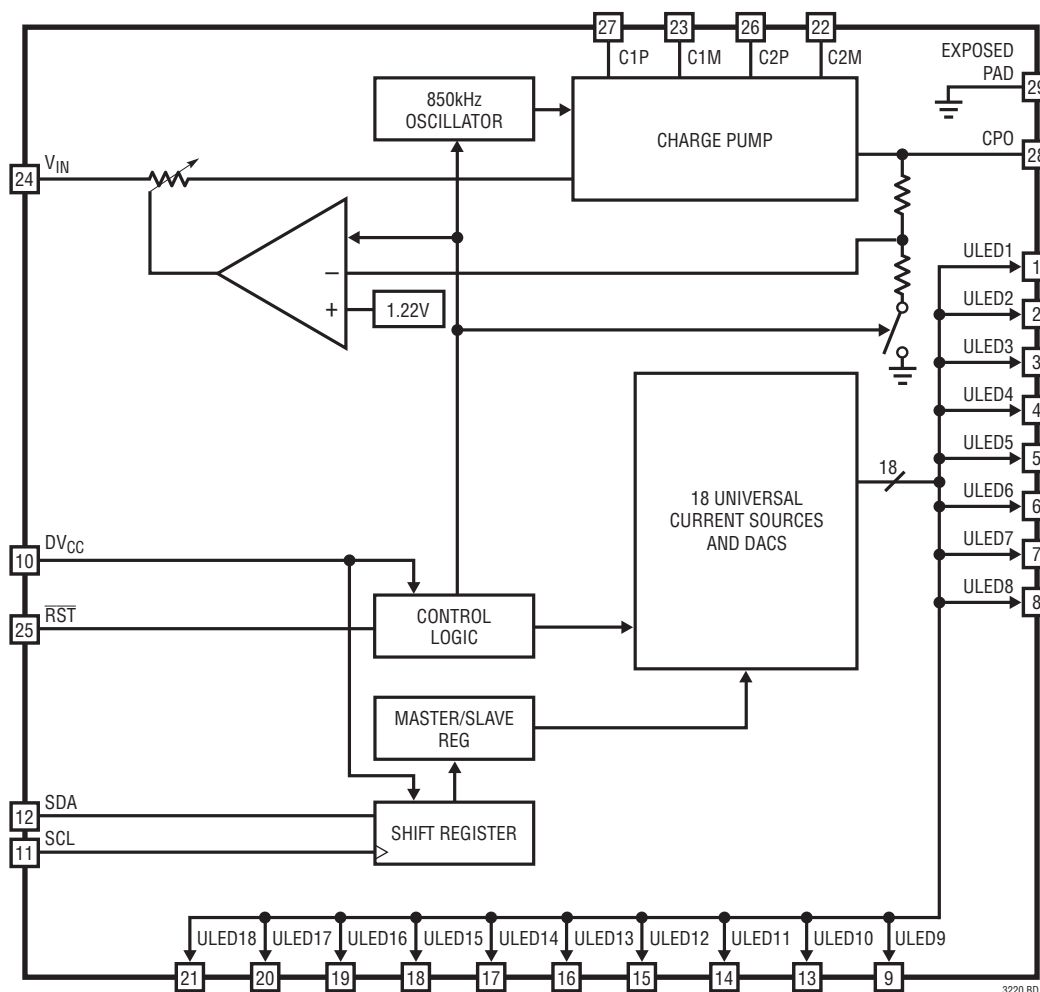 27
23
26
22
C1P
C1M
C2P
C2M
EXPOSED
PAD
29
850kHz
OSCILLATOR
CHARGE PUMP
CPO
28
VIN
24
ULED1
1
−
+
1.22V
ULED2
2
ULED3
3
ULED4
4
ULED5
5
18
ULED6
6
18 UNIVERSAL
CURRENT SOURCES
AND DACS
ULED7
7
DVCC
10
ULED8
8
RST
25
CONTROL
LOGIC
MASTER/SLAVE
REG
SDA
12
SHIFT REGISTER
SCL
11
ULED18
ULED17
ULED16
ULED15
ULED14
ULED13
ULED12
ULED11
ULED10
ULED9
21
20
19
18
17
16
15
14
13
9
3220 BD